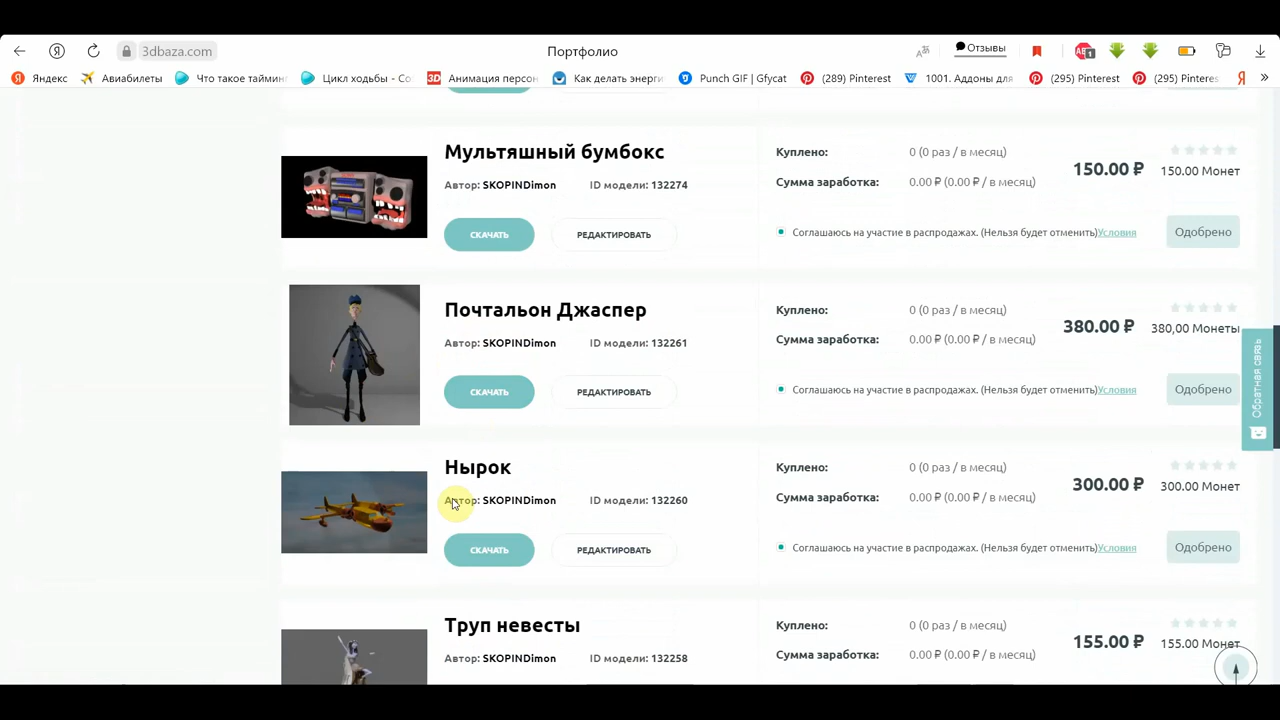 3dbaza.com
Портфолио
Отзывы
Яндекс
Авиабилеты
Что такое таймин
Цикл ходьбы - Со
Анимация персон
Как делать энерги
Punch GIF | Gfycat
(289) Pinterest
1001. Аддоны для
(295) Pinterest
(295) Pinteres
Мультяшный бумбокс
Автор: SKOPINDimon ID модели: 132274
СКАЧАТЬ РЕДАКТИРОВАТЬ
Куплено: 0 (0 раз / в месяц)
Сумма заработка: 0.00 ₽ (0.00 ₽ / в месяц)
150.00 ₽ 150.00 Монет
Соглашаюсь на участие в распродажах. (Нельзя будет отменить)Условия
Одобрено
Почтальон Джаспер
Автор: SKOPINDimon ID модели: 132261
СКАЧАТЬ РЕДАКТИРОВАТЬ
Куплено: 0 (0 раз / в месяц)
Сумма заработка: 0.00 ₽ (0.00 ₽ / в месяц)
380.00 ₽ 380,00 Монеты
Соглашаюсь на участие в распродажах. (Нельзя будет отменить)Условия
Одобрено
Обратная связь
Нырок
Автор: SKOPINDimon ID модели: 132260
СКАЧАТЬ РЕДАКТИРОВАТЬ
Куплено: 0 (0 раз / в месяц)
Сумма заработка: 0.00 ₽ (0.00 ₽ / в месяц)
300.00 ₽ 300.00 Монет
Соглашаюсь на участие в распродажах. (Нельзя будет отменить)Условия
Одобрено
Труп невесты
Автор: SKOPINDimon ID модели: 132258
Куплено: 0 (0 раз / в месяц)
Сумма заработка: 0.00 ₽ (0.00 ₽ / в месяц)
155.00 ₽ 155.00 Монет